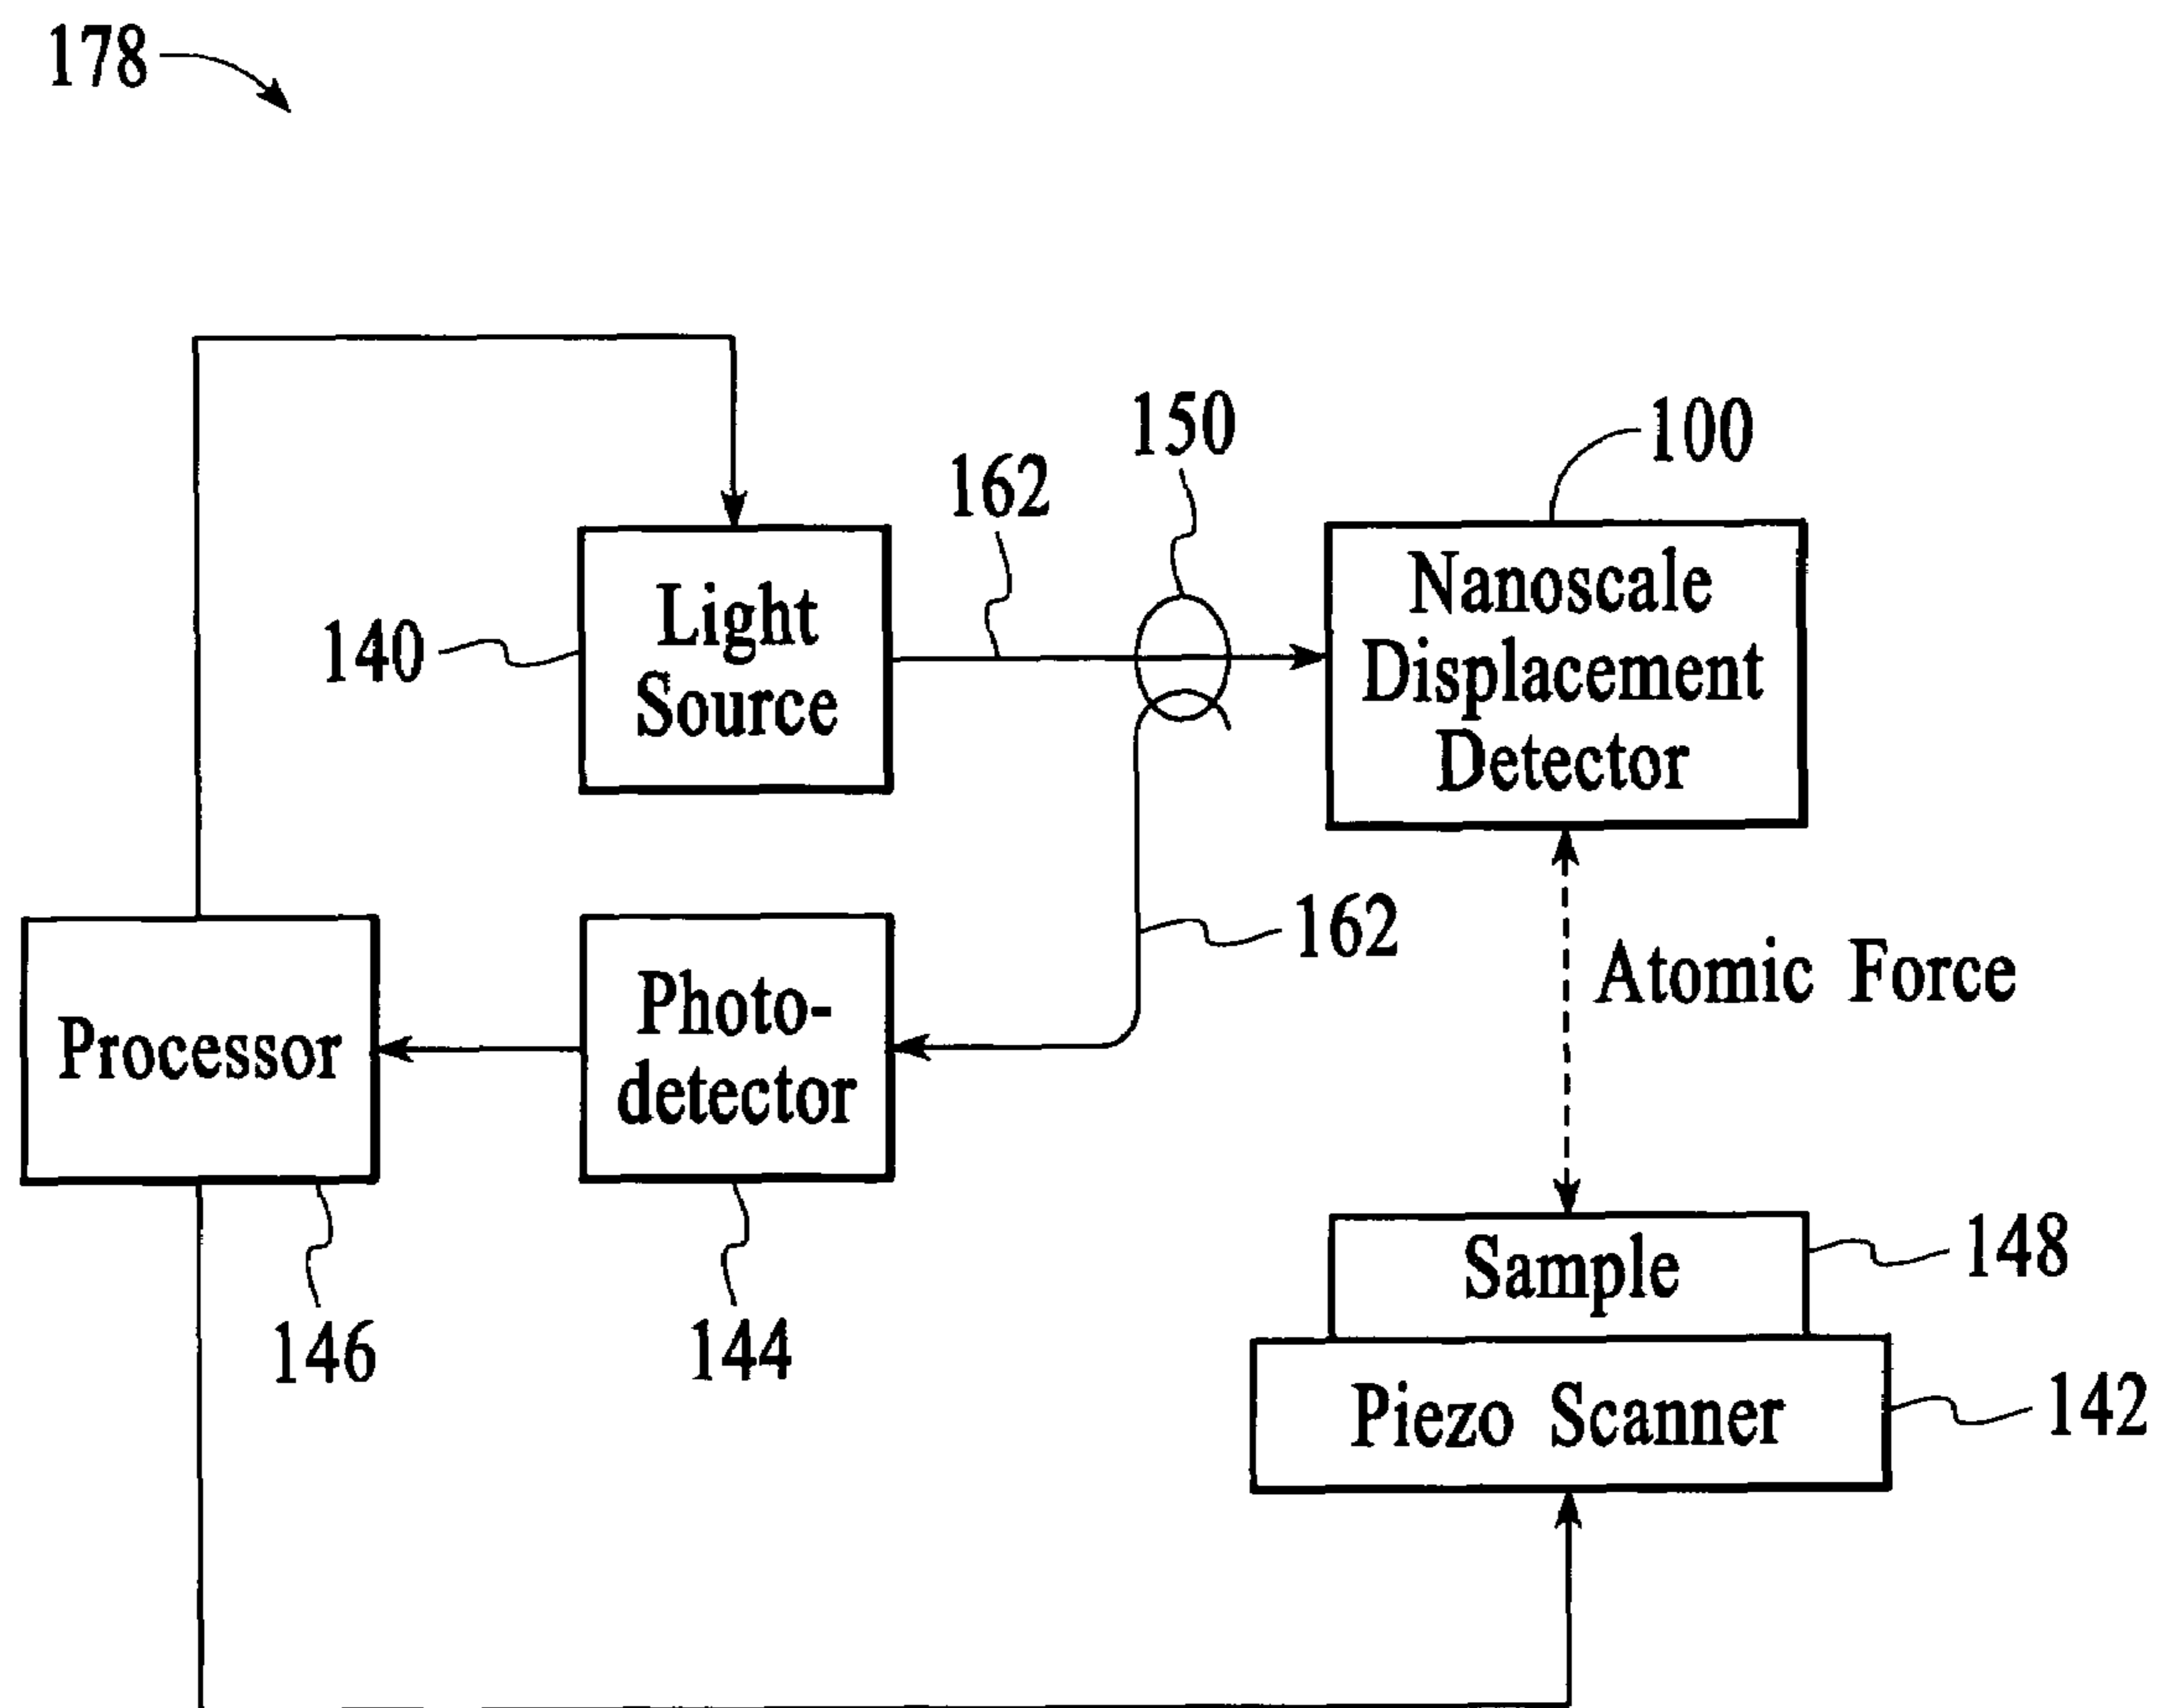 178
150
100
162
Light
Source
140
Nanoscale
Displacement
Detector
162
Atomic Force
Processor
Photo-
detector
146
144
Sample
148
Piezo Scanner
142